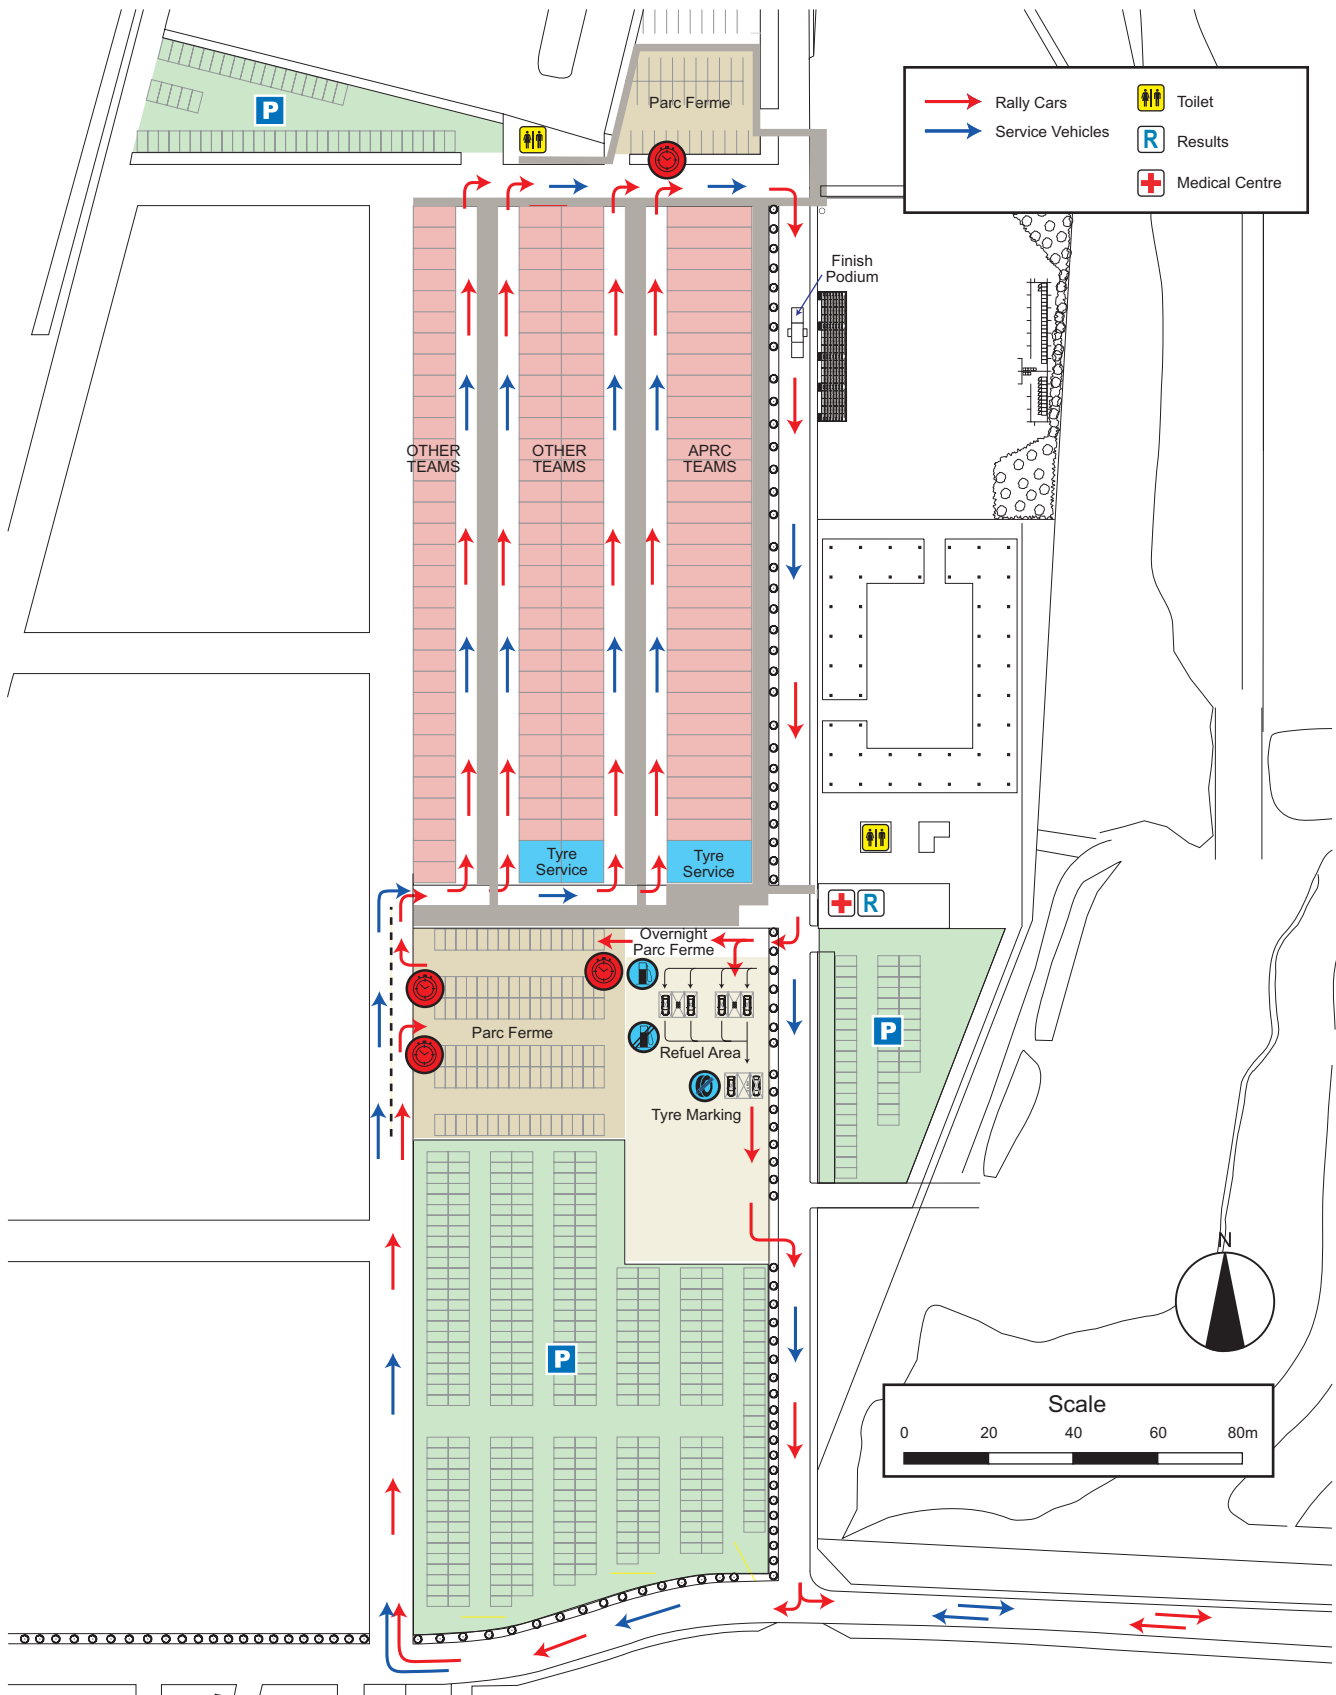 P
Parc Ferme
Rally Cars
Toilet
Service Vehicles
R
Results
Medical Centre
Finish
Podium
OTHER
TEAMS
OTHER
TEAMS
APRC
TEAMS
Tyre
Service
Tyre
Service
R
Overnight
Parc Ferme
Parc Ferme
P
Refuel Area
Tyre Marking
N
P
Scale
0 20 40 60 80m